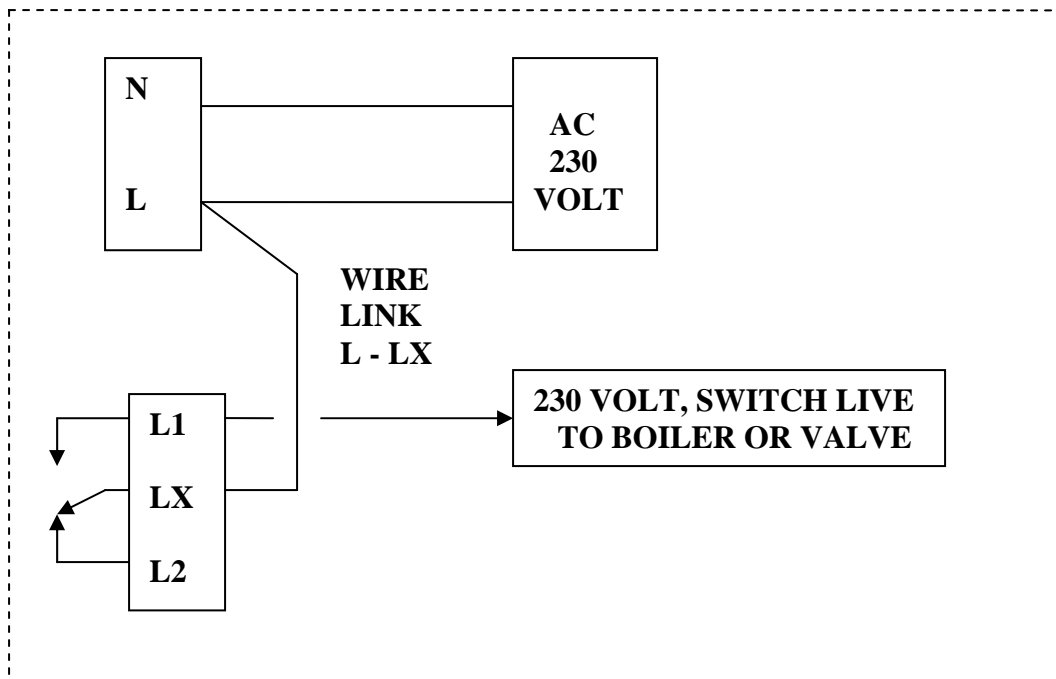 N
L
AC
230
VOLT
WIRE
LINK
L - LX
L1
LX
L2
230 VOLT, SWITCH LIVE
TO BOILER OR VALVE